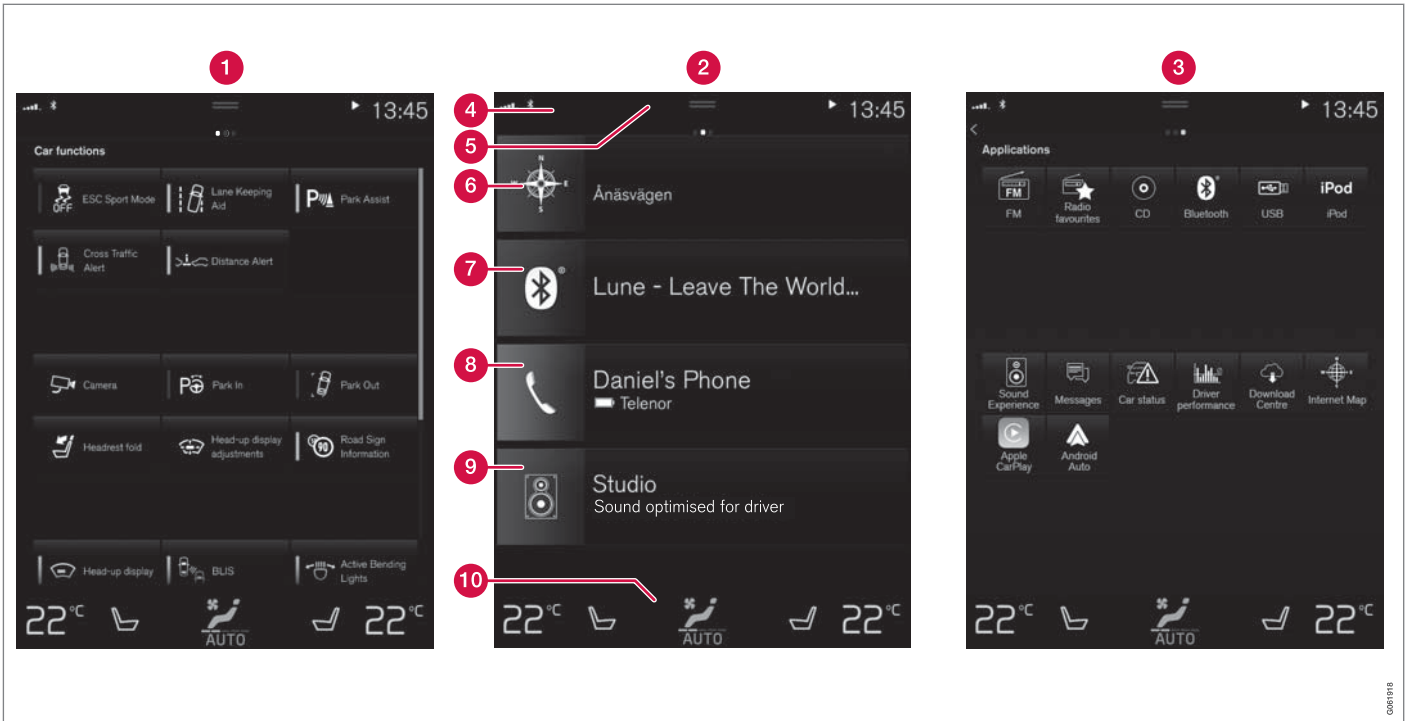 1
2
3
13:45
Car functions
OFF
ESC Sport Mode
Lane Keeping
Aid
P
Park Assist
Cross Traffic
Alert
Distance Alert
Camera
P
Park In
Park Out
Headrest fold
Head-up display
adjustments
90
Road Sign
Information
Head-up display
BLIS
Active Bending
Lights
22°C
AUTO
22°C
4
13:45
5
6
N
W
E
S
Ånäsvägen
7
Lune - Leave The World...
8
Daniel's Phone
Telenor
9
Studio
Sound optimised for driver
10
22°C
AUTO
22°C
13:45
Applications
FM
FM
Radio
favourites
CD
Bluetooth
USB
iPod
iPod
Sound
Experience
Messages
Car status
Driver
performance
Download
Centre
Internet Map
Apple
CarPlay
Android
Auto
22°C
AUTO
22°C
G061918